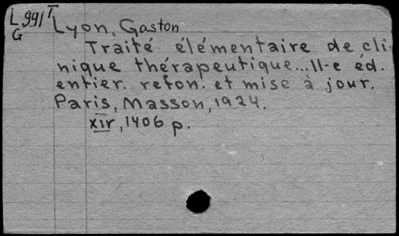 L991T Lyon, Gaston
G
Traité élémentaire de cli
nique thérapeutique...11-e éd.
entier. refon. et mise à jour.
Paris, Masson, 1924.
xiv, 1406 p.